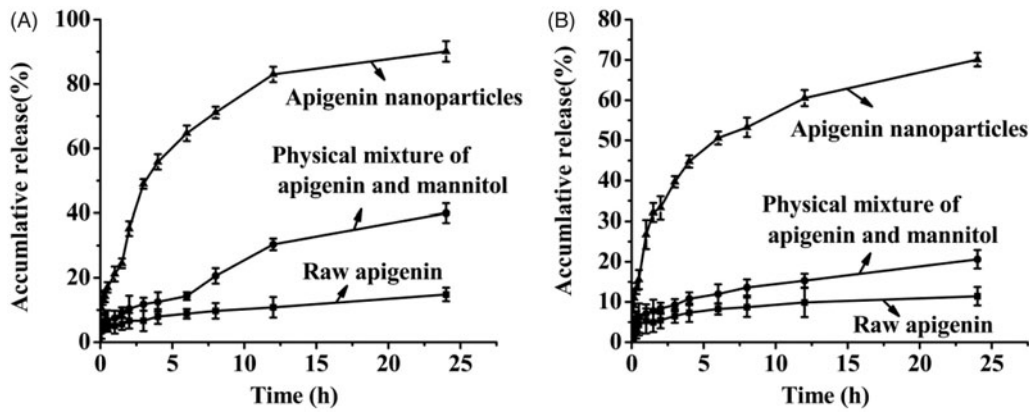 (A)
Accumlative release(%)
100
80
60
40
20
0
Apigenin nanoparticles
Physical mixture of
apigenin and mannitol
Raw apigenin
0 5 10 15 20 25
Time (h)
(B)
Accumlative release(%)
80
70
60
50
40
30
20
10
0
Apigenin nanoparticles
Physical mixture of
apigenin and mannitol
Raw apigenin
0 5 10 15 20 25
Time (h)